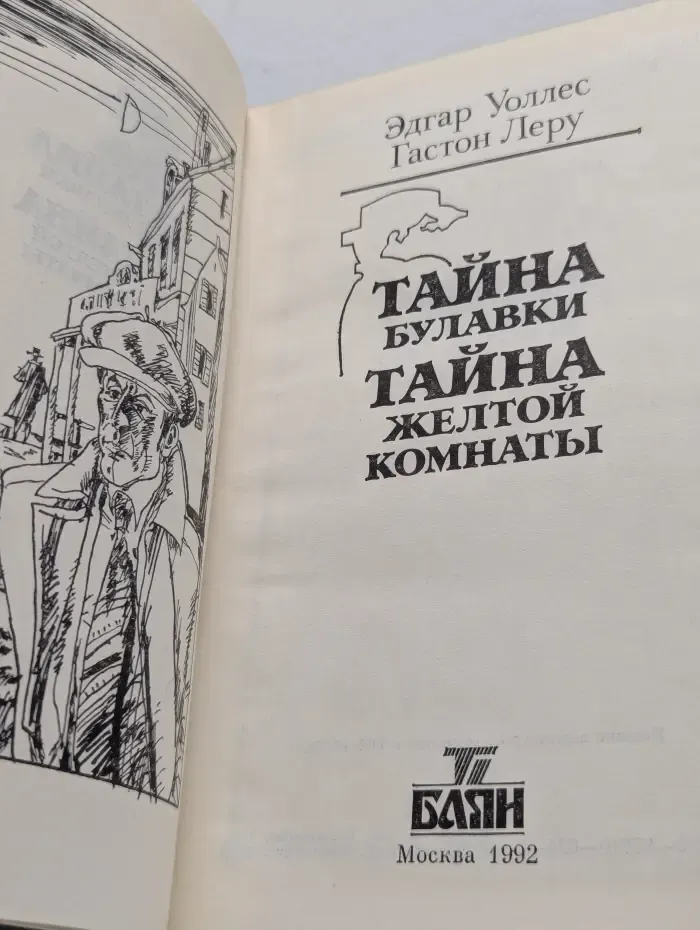 Эдгар Уоллес
Гастон Леру
ТАЙНА
БУЛАВКИ
ТАЙНА
ЖЕЛТОЙ
КОМНАТЫ
БАЯН
Москва 1992